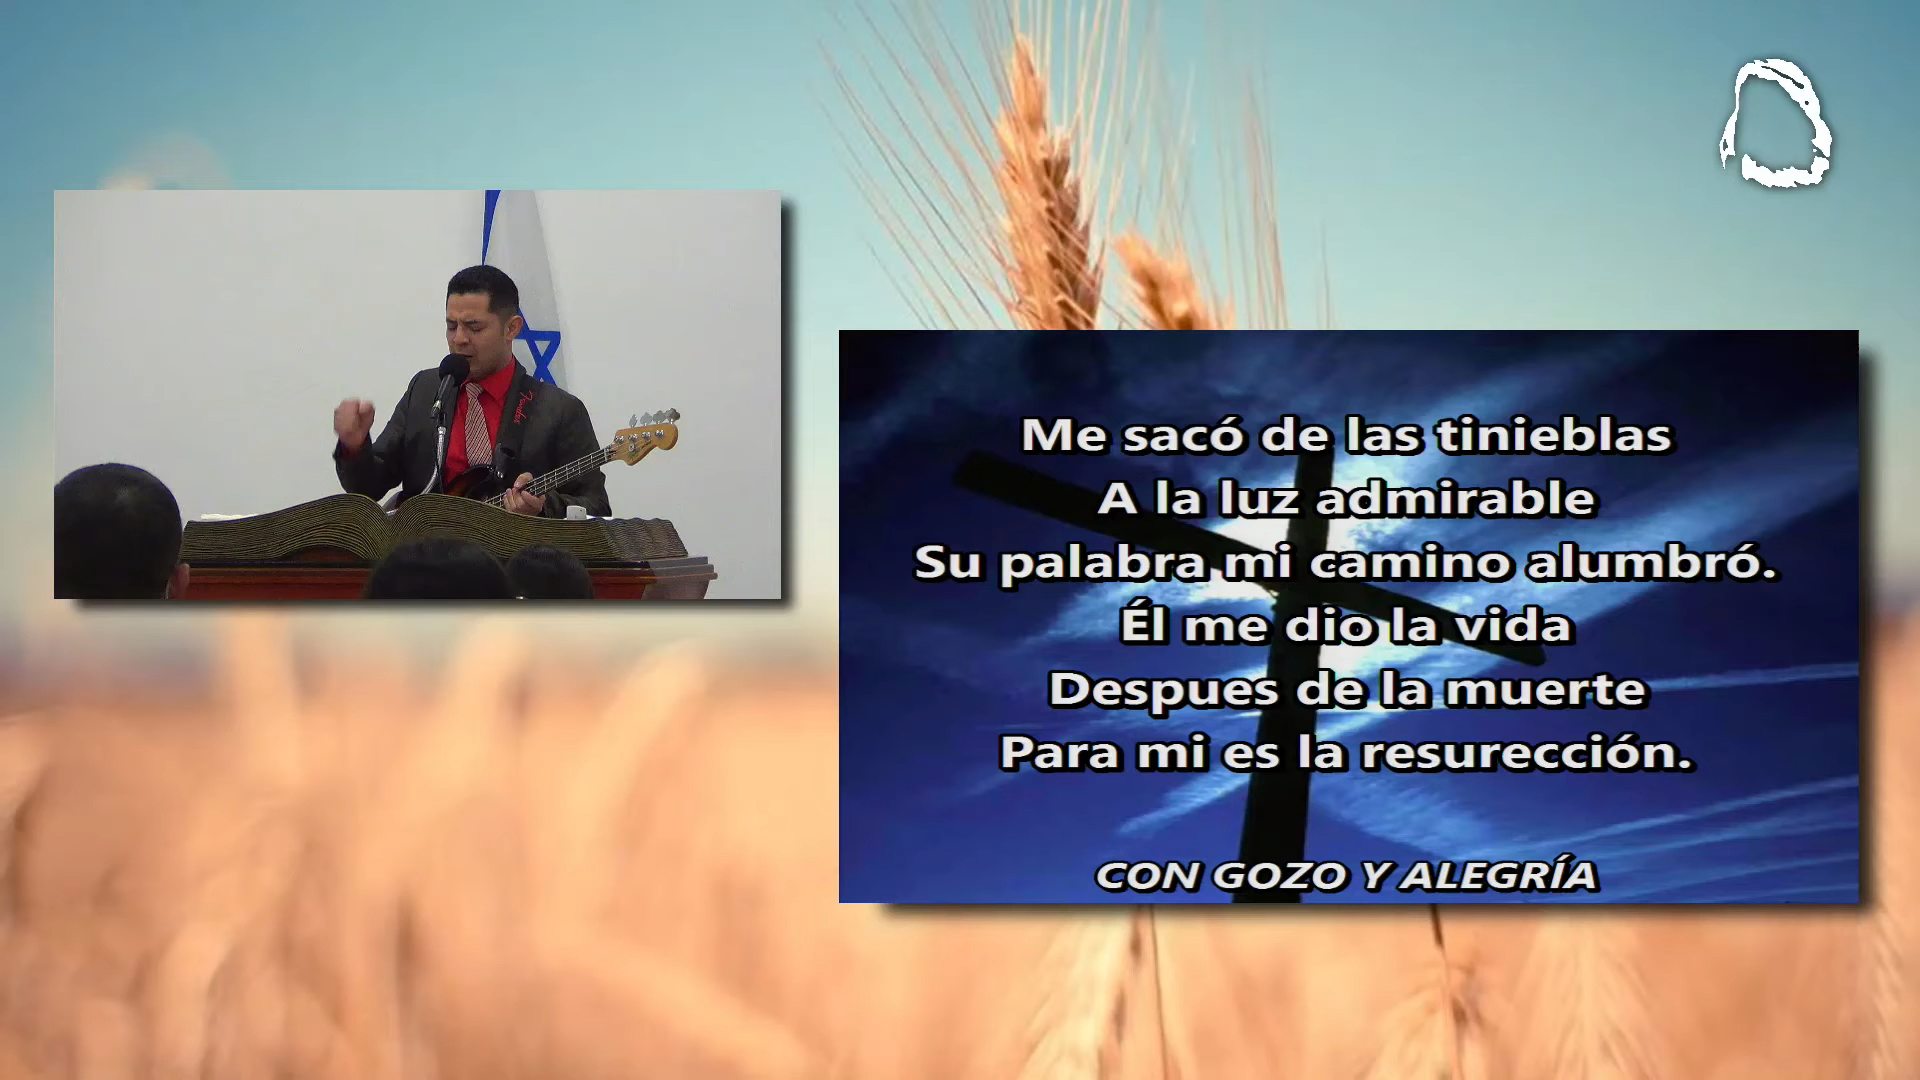 Fender
Me sacó de las tinieblas
A la luz admirable
Su palabra mi camino alumbró.
Él me dio la vida
Despues de la muerte
Para mi es la resurección.
CON GOZO Y ALEGRÍA